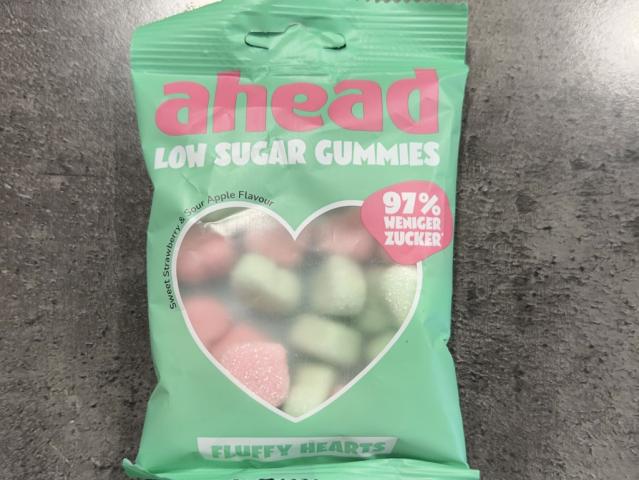 ahead
LOW SUGAR GUMMIES
Sweet Strawberry & Sour Apple Flavour
97%
WENIGER
ZUCKER*
FLUFFY HEARTS